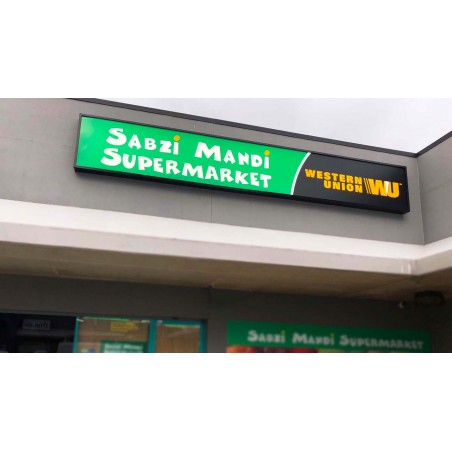 Sabzi Mandi
Supermarket
WESTERN
UNION WU
Sabzi Mandi Supermarket